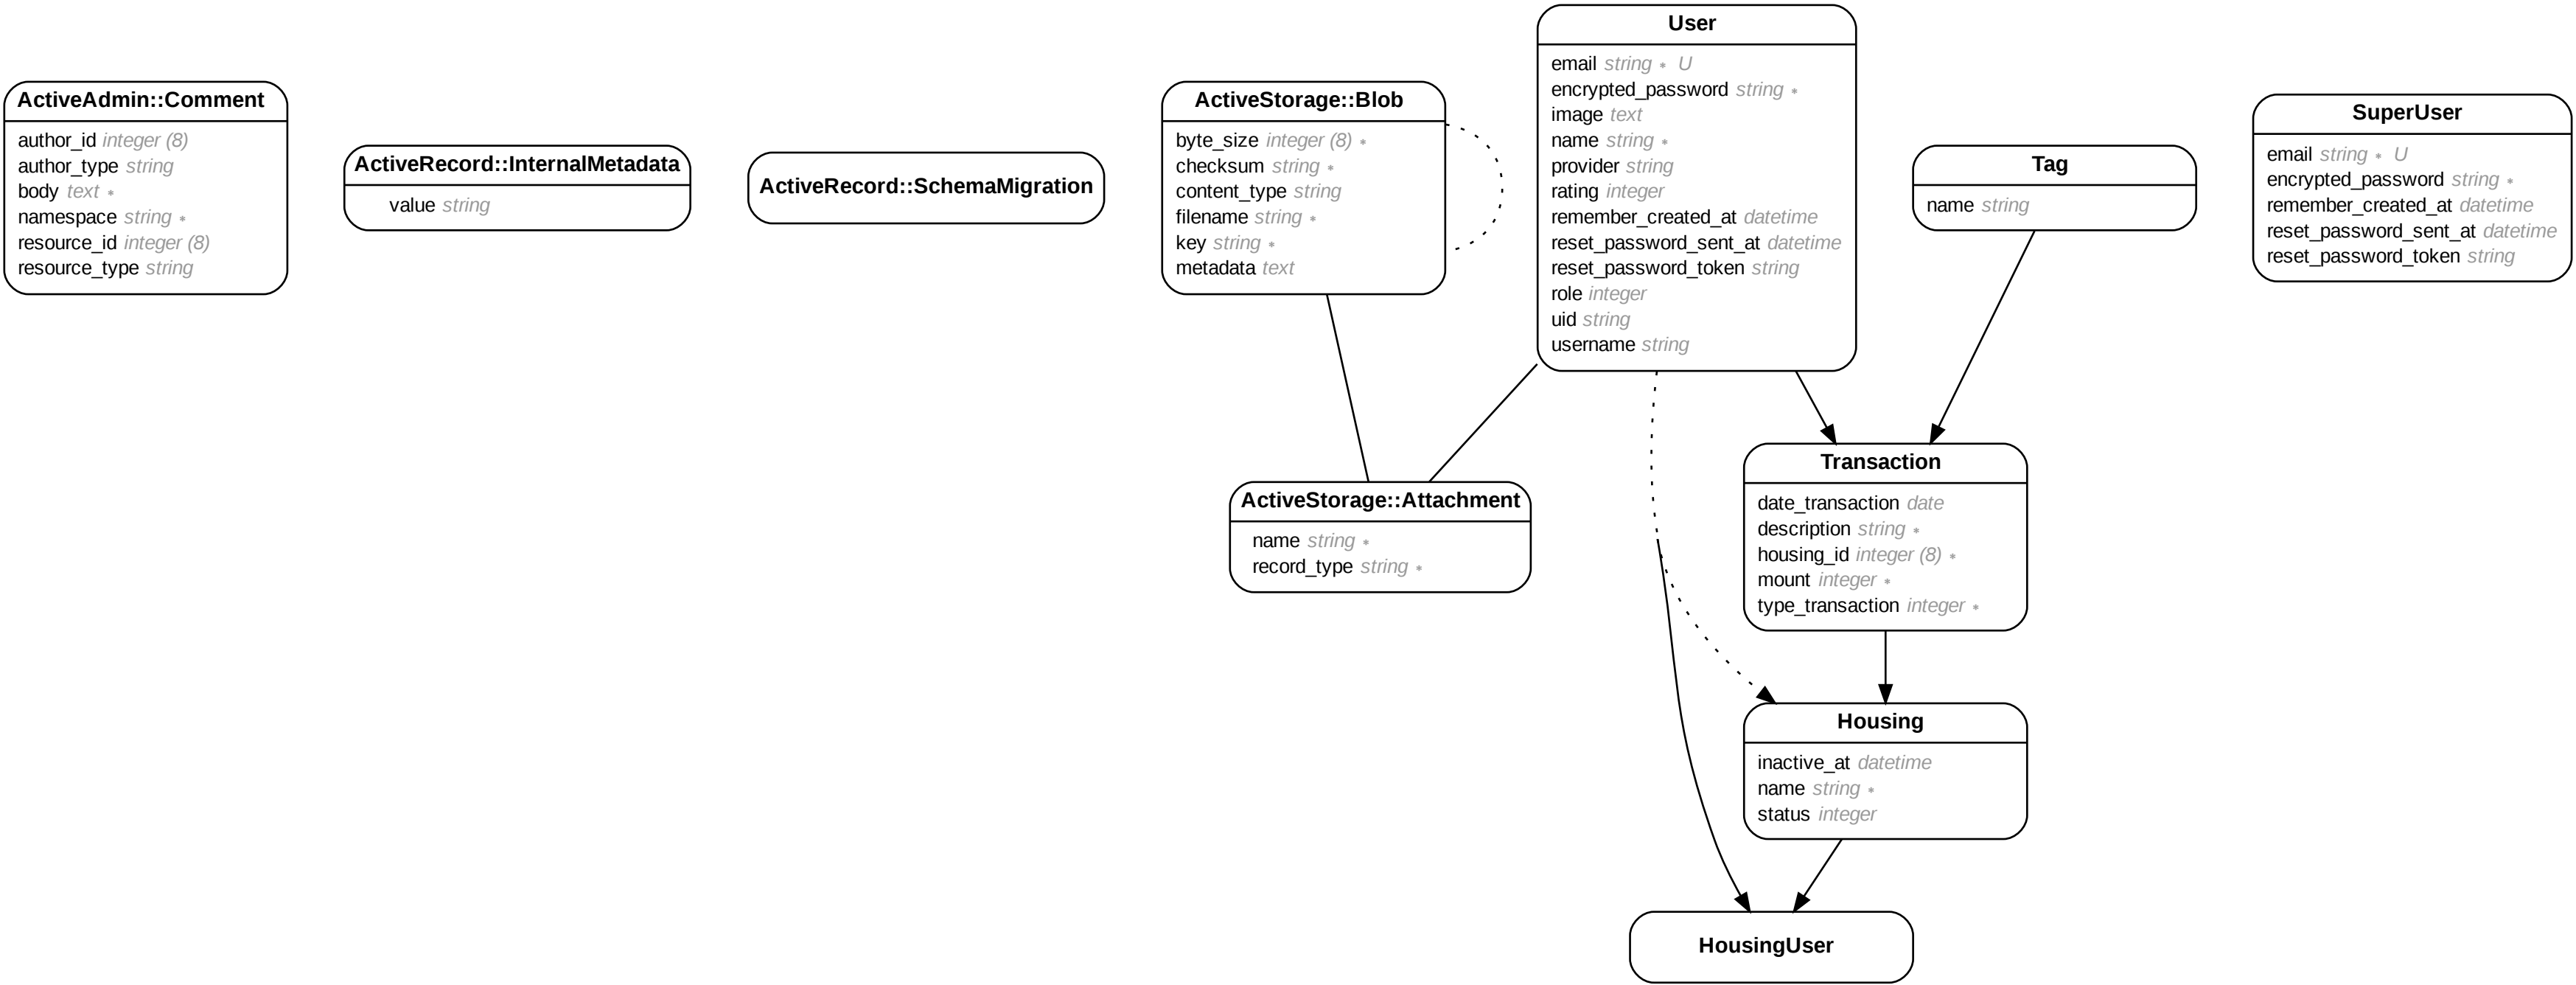 ActiveAdmin::Comment
author_id integer (8)
author_type string
body text *
namespace string *
resource_id integer (8)
resource_type string
ActiveRecord::InternalMetadata
value string
ActiveRecord::SchemaMigration
ActiveStorage::Blob
byte_size integer (8) *
checksum string *
content_type string
filename string *
key string *
metadata text
User
email string * U
encrypted_password string *
image text
name string *
provider string
rating integer
remember_created_at datetime
reset_password_sent_at datetime
reset_password_token string
role integer
uid string
username string
Tag
name string
SuperUser
email string * U
encrypted_password string *
remember_created_at datetime
reset_password_sent_at datetime
reset_password_token string
ActiveStorage::Attachment
name string *
record_type string *
Transaction
date_transaction date
description string *
housing_id integer (8) *
mount integer *
type_transaction integer *
Housing
inactive_at datetime
name string *
status integer
HousingUser